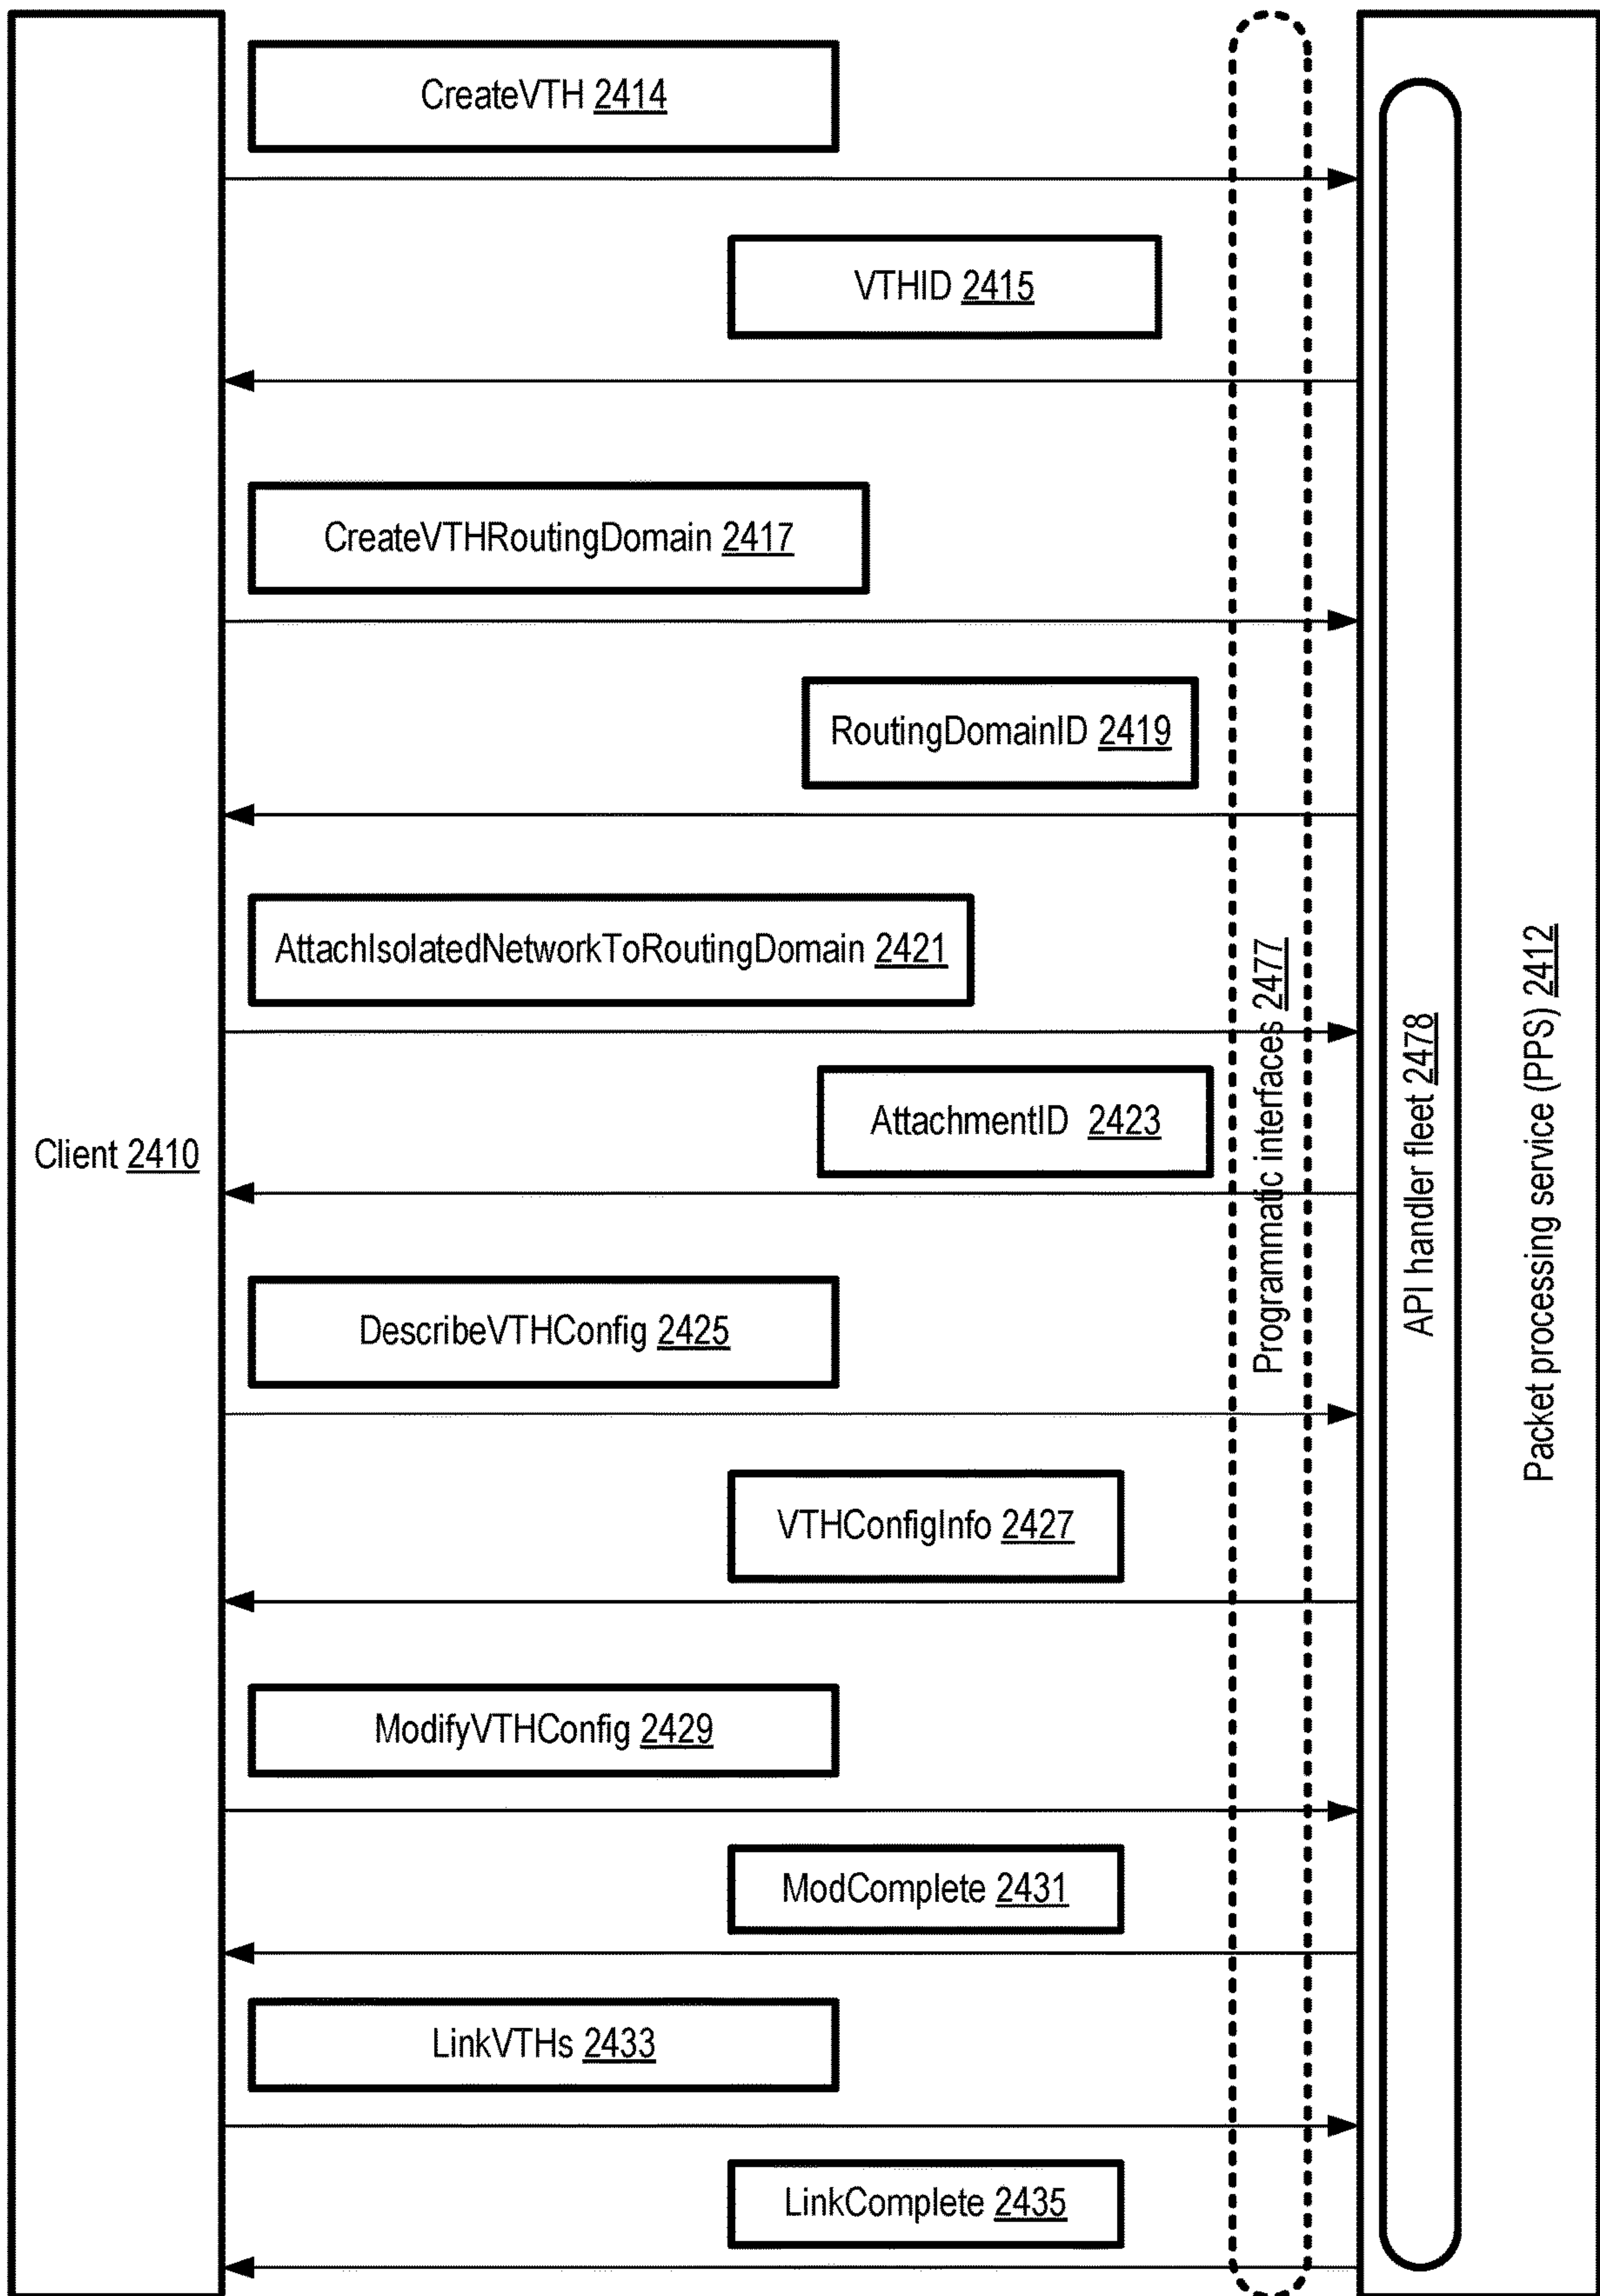 CreateVTH 2414
VTHID 2415
CreateVTHRoutingDomain 2417
RoutingDomainID 2419
AttachIsolatedNetworkToRoutingDomain 2421
AttachmentID 2423
Client 2410
DescribeVTHConfig 2425
VTHConfigInfo 2427
ModifyVTHConfig 2429
ModComplete 2431
LinkVTHs 2433
LinkComplete 2435
Programmatic interfaces 2477
API handler fleet 2478
Packet processing service (PPS) 2412